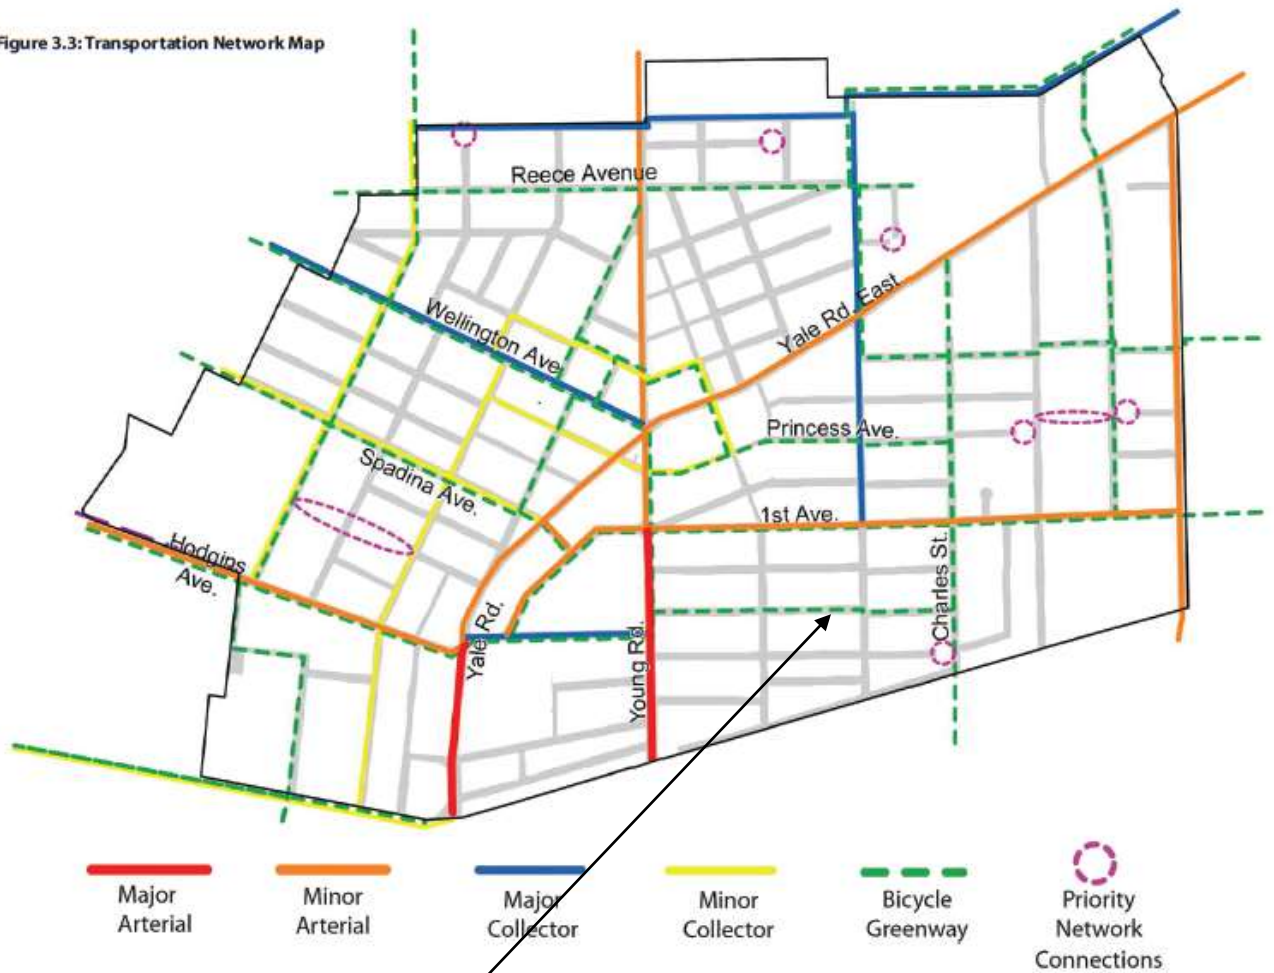 Figure 3.3: Transportation Network Map
Reece Avenue
Wellington Ave.
Yale Rd. East
Princess Ave.
Spadina Ave.
1st Ave.
Hodgins
Ave.
Charles St.
Yale Rd.
Young Rd.
Major
Arterial
Minor
Arterial
Major
Collector
Minor
Collector
Bicycle
Greenway
Priority
Network
Connections